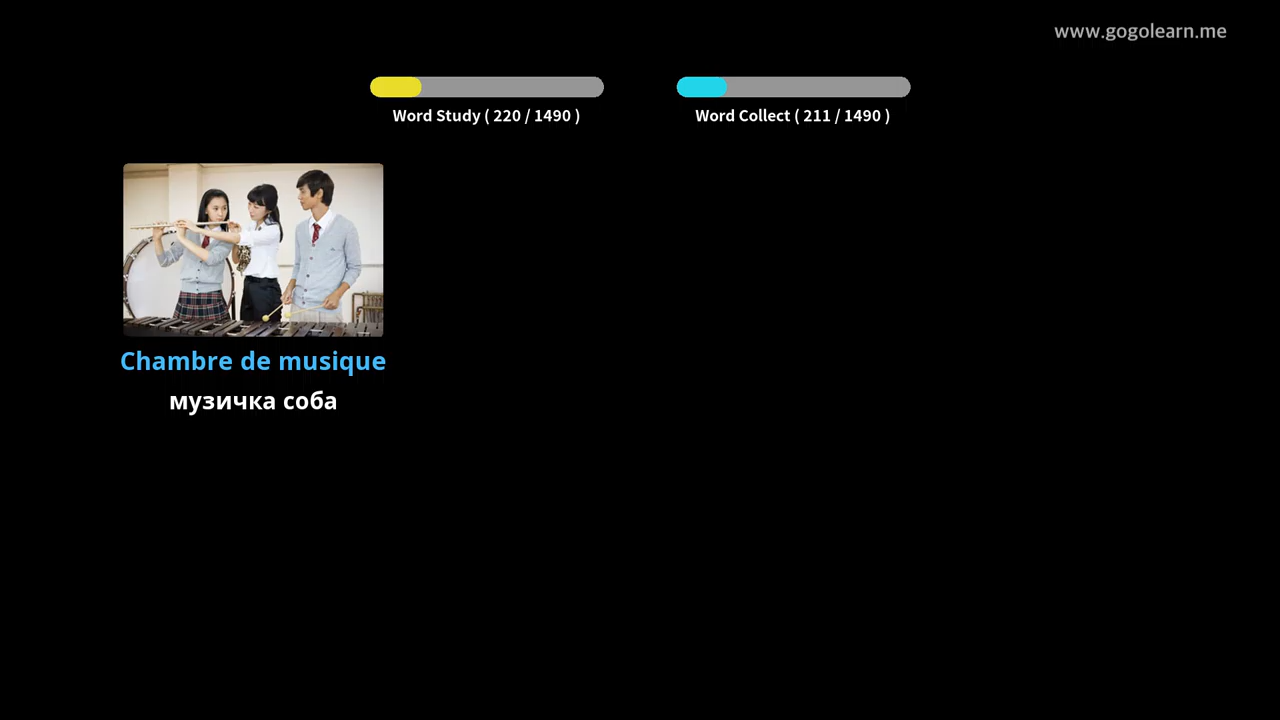 www.gogolearn.me
Word Study ( 220 / 1490 )
Word Collect ( 211 / 1490 )
Chambre de musique
музичка соба